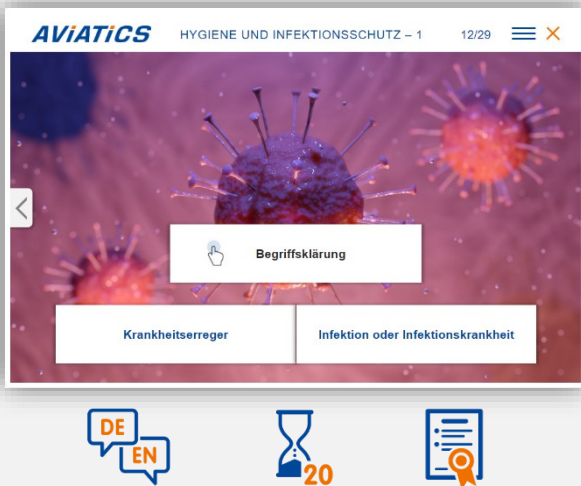 AViATiCS HYGIENE UND INFEKTIONSSCHUTZ – 1 12/29
Begriffsklärung
Krankheitserreger Infektion oder Infektionskrankheit
DE
EN
20